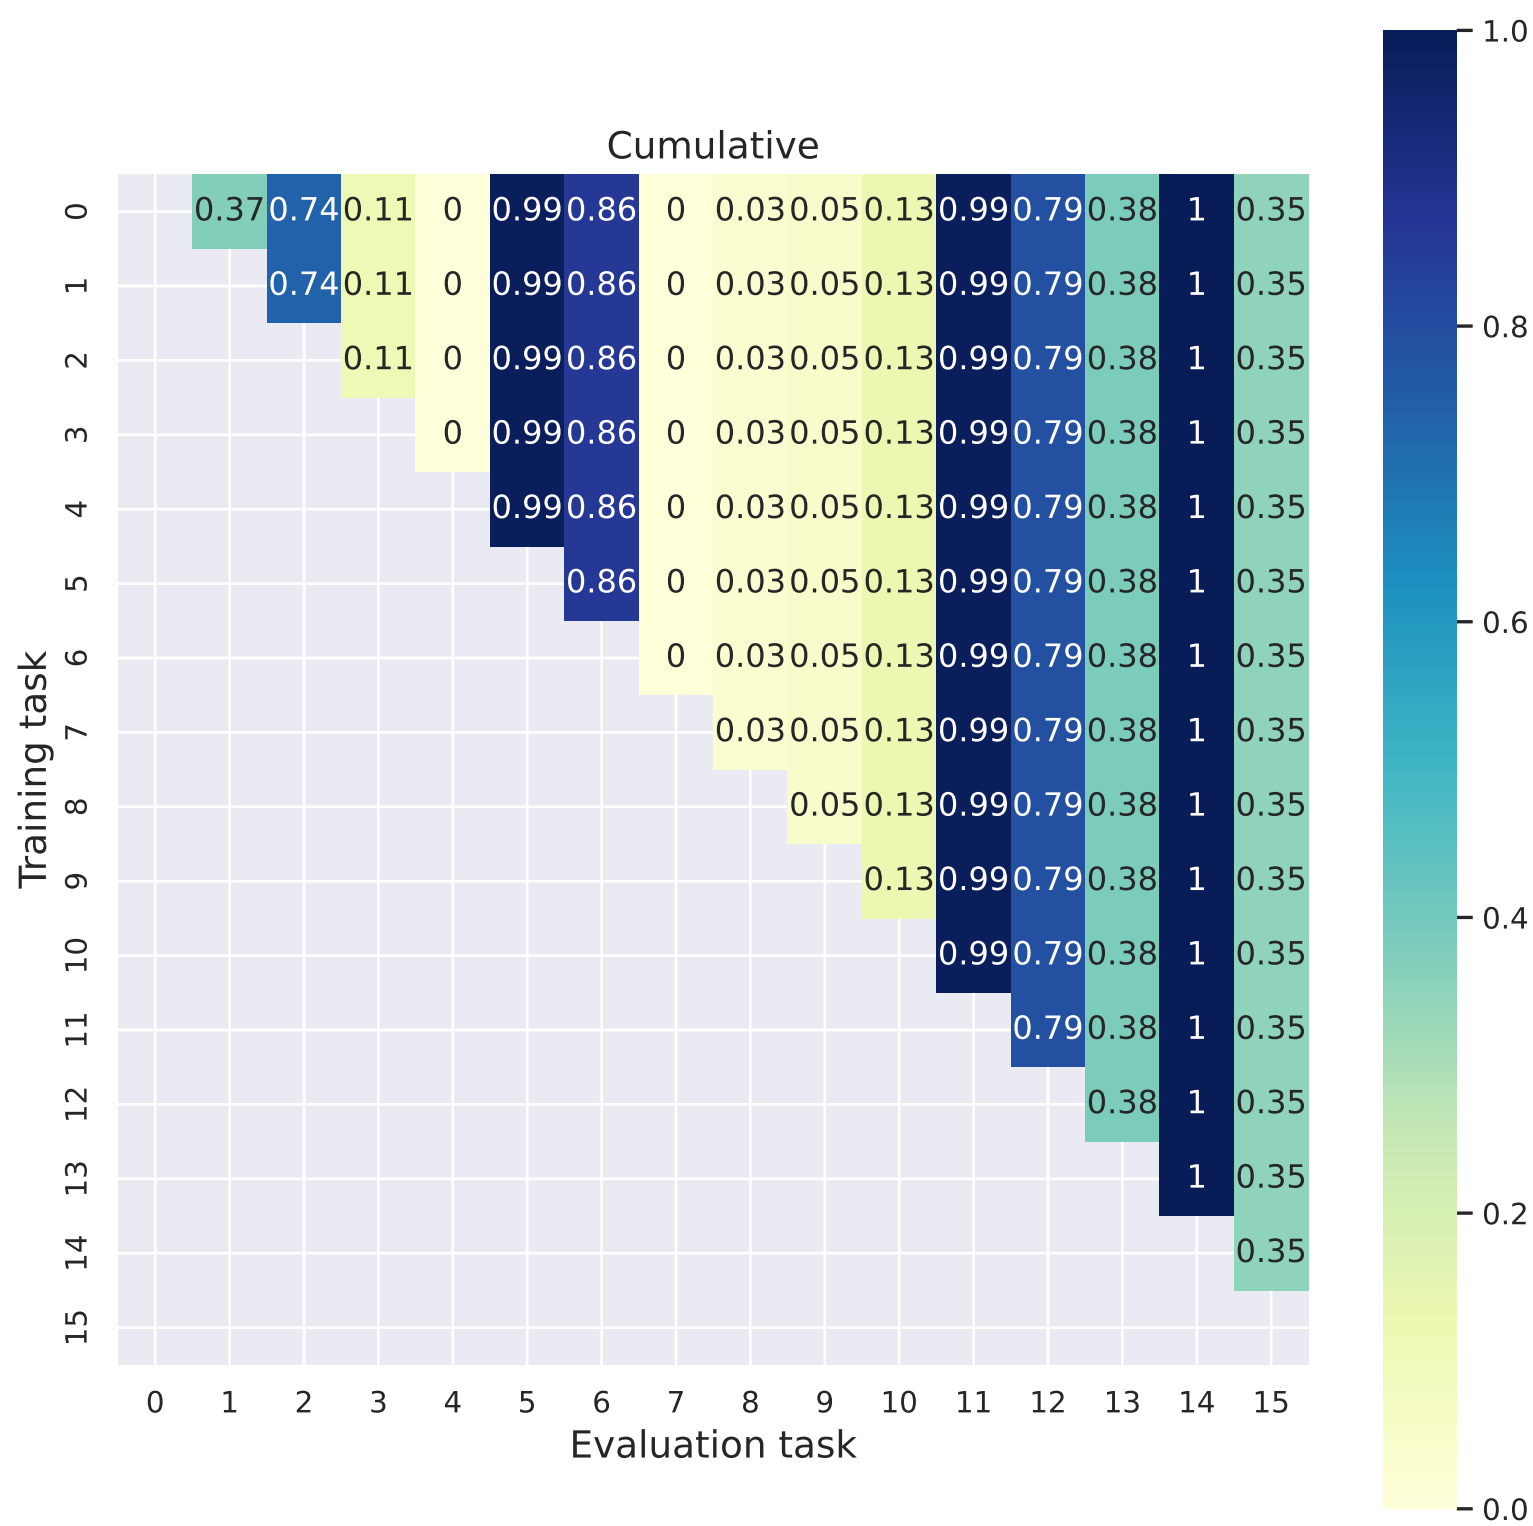 Cumulative
0 0.37 0.74 0.11 0 0.99 0.86 0 0.03 0.05 0.13 0.99 0.79 0.38 1 0.35
1 0.74 0.11 0 0.99 0.86 0 0.03 0.05 0.13 0.99 0.79 0.38 1 0.35
2 0.11 0 0.99 0.86 0 0.03 0.05 0.13 0.99 0.79 0.38 1 0.35
3 0 0.99 0.86 0 0.03 0.05 0.13 0.99 0.79 0.38 1 0.35
4 0.99 0.86 0 0.03 0.05 0.13 0.99 0.79 0.38 1 0.35
5 0.86 0 0.03 0.05 0.13 0.99 0.79 0.38 1 0.35
6 0 0.03 0.05 0.13 0.99 0.79 0.38 1 0.35
7 0.03 0.05 0.13 0.99 0.79 0.38 1 0.35
8 0.05 0.13 0.99 0.79 0.38 1 0.35
9 0.13 0.99 0.79 0.38 1 0.35
10 0.99 0.79 0.38 1 0.35
11 0.79 0.38 1 0.35
12 0.38 1 0.35
13 1 0.35
14 0.35
15
0 1 2 3 4 5 6 7 8 9 10 11 12 13 14 15
Evaluation task
Training task
1.0
0.8
0.6
0.4
0.2
0.0